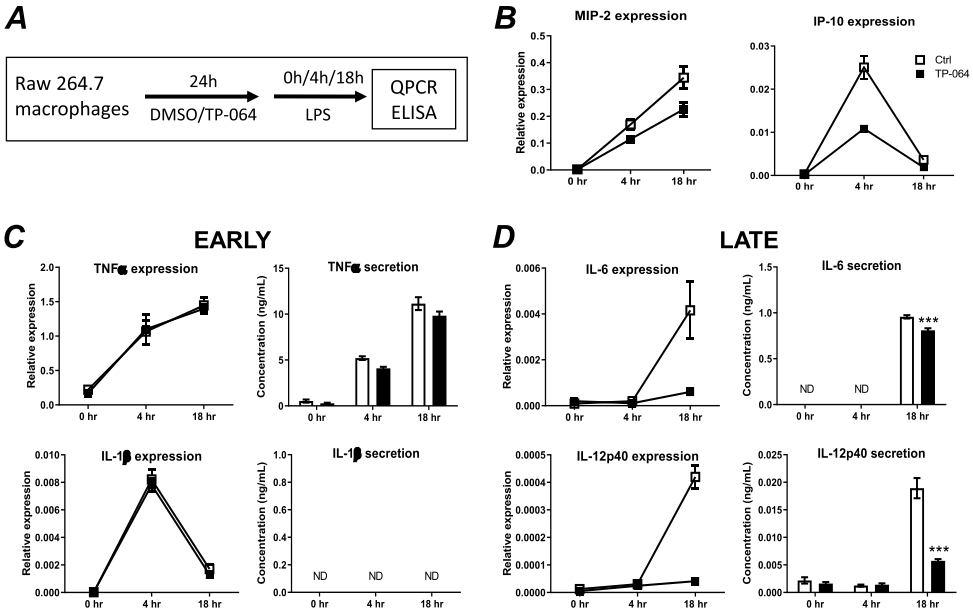 A
Raw 264.7
macrophages
24h
DMSO/TP-064
0h/4h/18h
LPS
QPCR
ELISA
B
MIP-2 expression
Relative expression
0.5
0.4
0.3
0.2
0.1
0.0
0 hr 4 hr 18 hr
IP-10 expression
0.03
0.02
0.01
0.00
0 hr 4 hr 18 hr
Ctrl
TP-064
C
EARLY
TNFα expression
Relative expression
2.0
1.5
1.0
0.5
0.0
0 hr 4 hr 18 hr
TNFα secretion
Concentration (ng/mL)
15
10
5
0
0 hr 4 hr 18 hr
IL-1β expression
Relative expression
0.010
0.008
0.006
0.004
0.002
0.000
0 hr 4 hr 18 hr
IL-1β secretion
Concentration (ng/mL)
1.0
0.8
0.6
0.4
0.2
0.0
ND ND ND
0 hr 4 hr 18 hr
D
LATE
IL-6 expression
Relative expression
0.006
0.004
0.002
0.000
0 hr 4 hr 18 hr
IL-6 secretion
Concentration (ng/mL)
1.5
1.0
0.5
0.0
ND ND
***
0 hr 4 hr 18 hr
IL-12p40 expression
Relative expression
0.0005
0.0004
0.0003
0.0002
0.0001
0.0000
0 hr 4 hr 18 hr
IL-12p40 secretion
Concentration (ng/mL)
0.025
0.020
0.015
0.010
0.005
0.000
***
0 hr 4 hr 18 hr